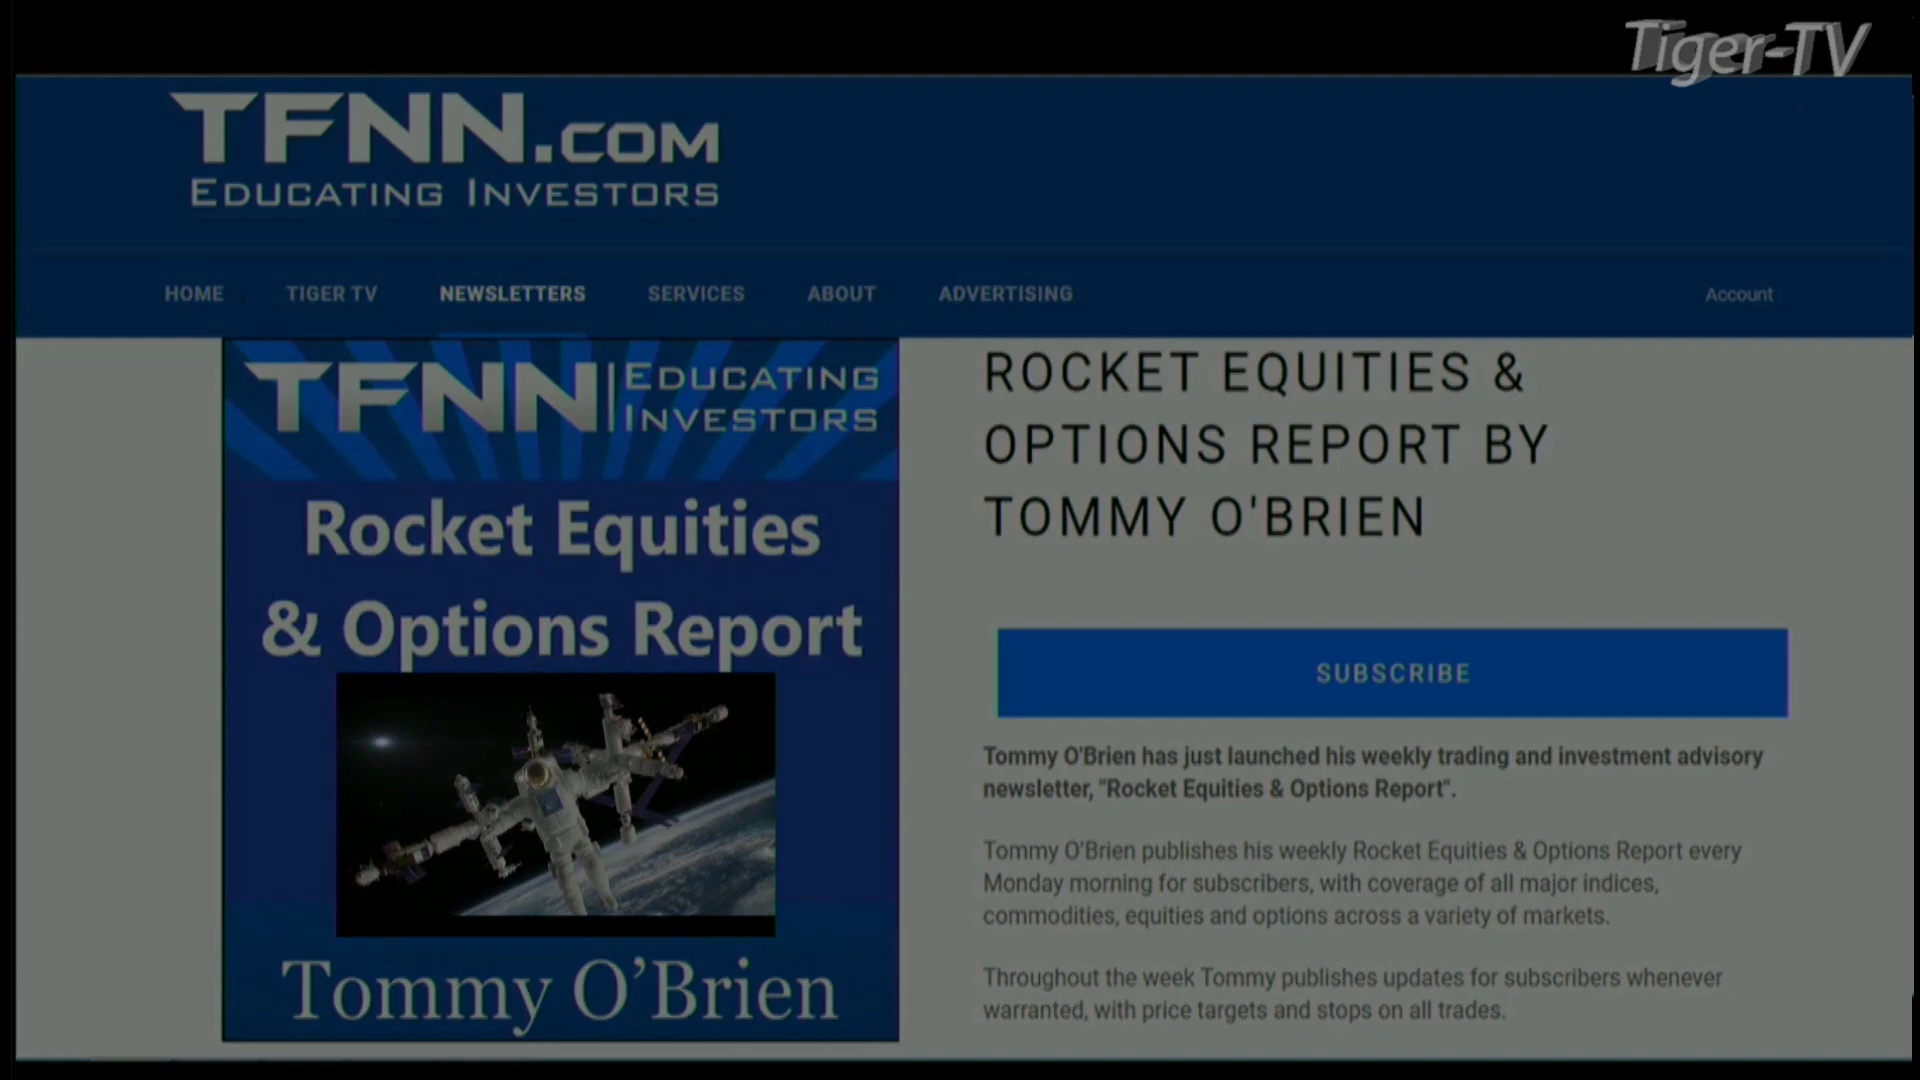 Tiger-TV
TFNN.COM
EDUCATING INVESTORS
HOME TIGER TV NEWSLETTERS SERVICES ABOUT ADVERTISING Account
TFNN EDUCATING
INVESTORS
Rocket Equities
& Options Report
Tommy O’Brien
ROCKET EQUITIES &
OPTIONS REPORT BY
TOMMY O'BRIEN
SUBSCRIBE
Tommy O'Brien has just launched his weekly trading and investment advisory
newsletter, "Rocket Equities & Options Report".
Tommy O'Brien publishes his weekly Rocket Equities & Options Report every
Monday morning for subscribers, with coverage of all major indices,
commodities, equities and options across a variety of markets.
Throughout the week Tommy publishes updates for subscribers whenever
warranted, with price targets and stops on all trades.